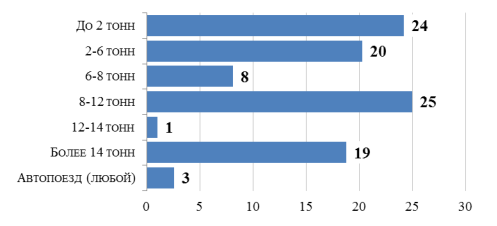 До 2 тонн 24
2-6 тонн 20
6-8 тонн 8
8-12 тонн 25
12-14 тонн 1
Более 14 тонн 19
Автопоезд (любой) 3
0 5 10 15 20 25 30